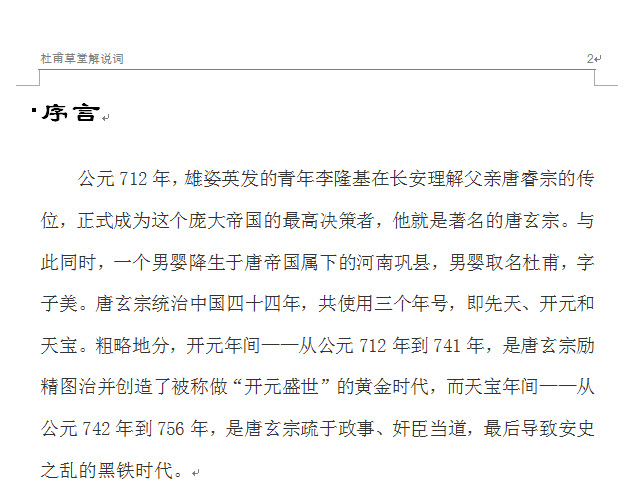 杜甫草堂解说词 2
序言
公元 712 年，雄姿英发的青年李隆基在长安理解父亲唐睿宗的传
位，正式成为这个庞大帝国的最高决策者，他就是著名的唐玄宗。与
此同时，一个男婴降生于唐帝国属下的河南巩县，男婴取名杜甫，字
子美。唐玄宗统治中国四十四年，共使用三个年号，即先天、开元和
天宝。粗略地分，开元年间——从公元 712 年到 741 年，是唐玄宗励
精图治并创造了被称做“开元盛世”的黄金时代，而天宝年间——从
公元 742 年到 756 年，是唐玄宗疏于政事、奸臣当道，最后导致安史
之乱的黑铁时代。